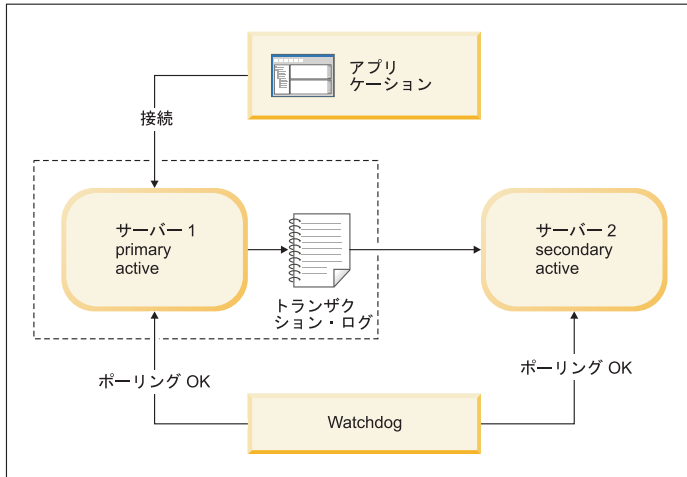 アプリ
ケーション
接続
サーバー 1
primary
active
トランザク
ション・ログ
サーバー 2
secondary
active
ポーリング OK
ポーリング OK
Watchdog